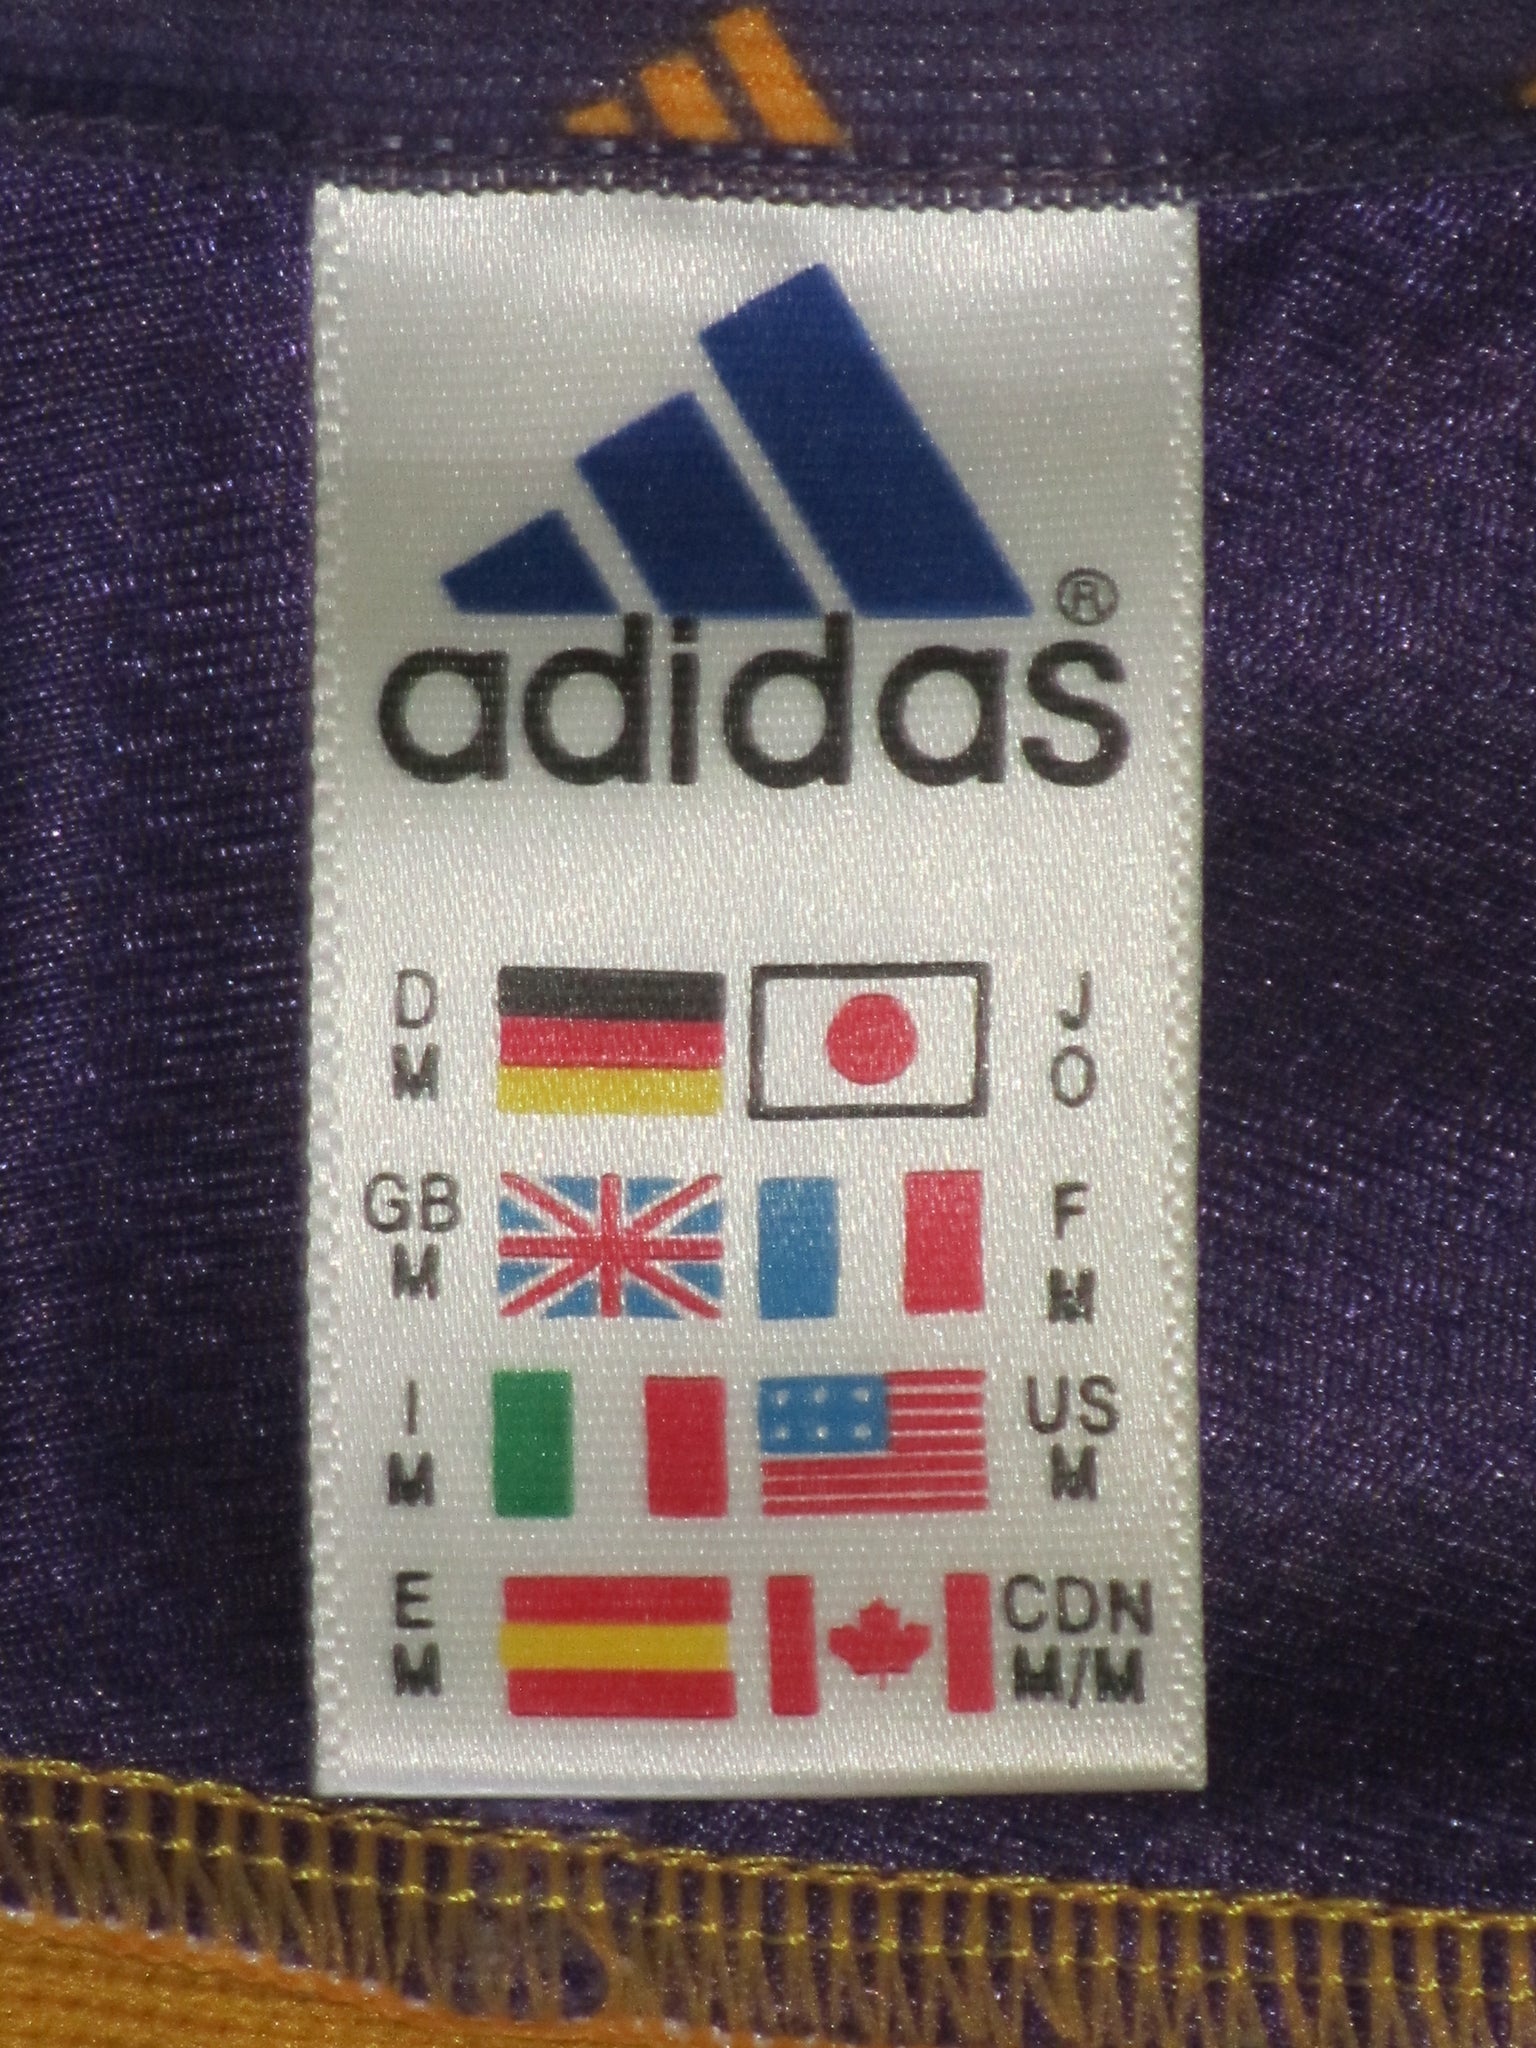 adidas®
D J
M O
GB F
M M
I US
M M
E CDN
M M/M